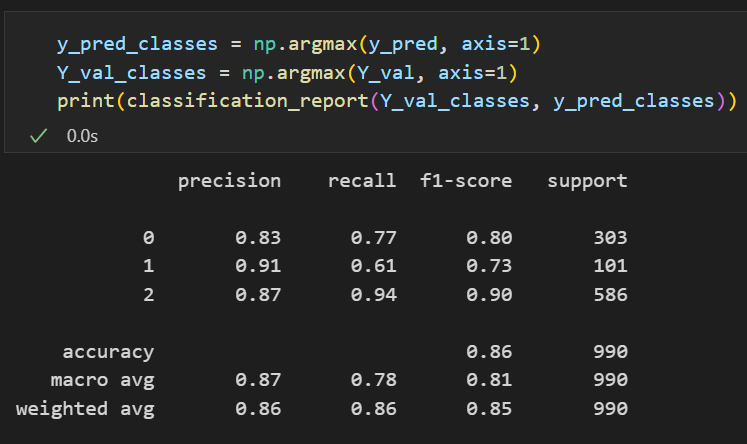 y_pred_classes = np.argmax(y_pred, axis=1)
Y_val_classes = np.argmax(Y_val, axis=1)
print(classification_report(Y_val_classes, y_pred_classes))
0.0s
precision recall f1-score support
0 0.83 0.77 0.80 303
1 0.91 0.61 0.73 101
2 0.87 0.94 0.90 586
accuracy 0.86 990
macro avg 0.87 0.78 0.81 990
weighted avg 0.86 0.86 0.85 990